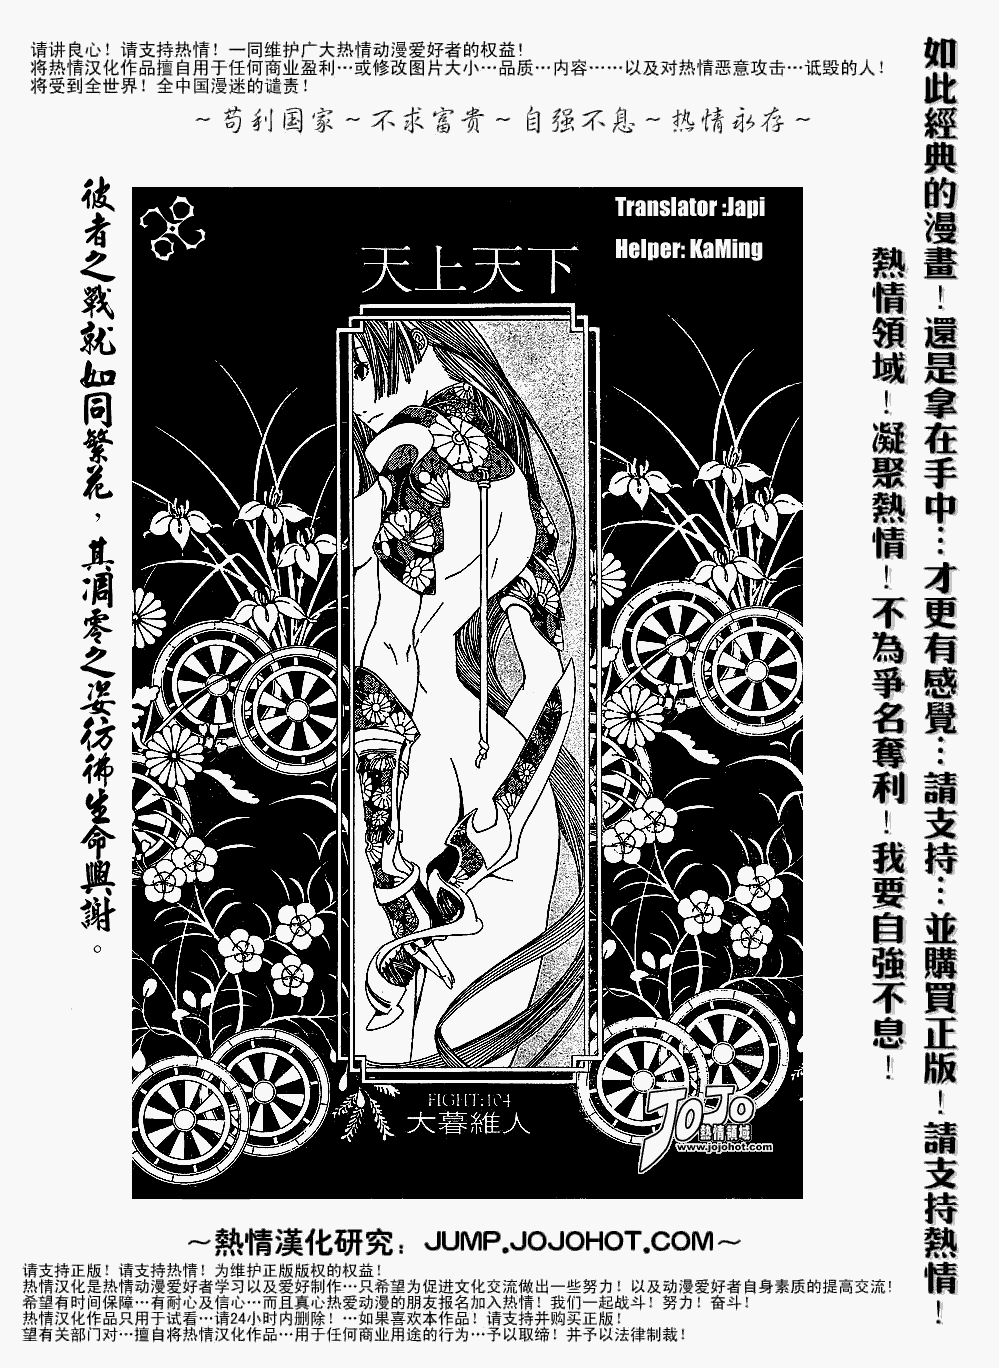 请讲良心！请支持热情！一同维护广大热情动漫爱好者的权益！
将热情汉化作品擅自用于任何商业盈利…或修改图片大小…品质…内容……以及对热情恶意攻击…诋毁的人！
将受到全世界！全中国漫迷的谴责！
～苟利国家～不求富贵～自强不息～热情永存～
如此經典的漫畫！還是拿在手中…才更有感覺…請支持…並購買正版！請支持熱情！
熱情領域！凝聚熱情！不為爭名奪利！我要自強不息！
彼者之戰就如同繁花，其凋零之姿彷彿生命興謝。
Translator :Japi
Helper: KaMing
天上天下
FIGHT:104
大暮維人
JOJO
熱情領域
www.jojohot.com
～熱情漢化研究：JUMP.JOJOHOT.COM～
请支持正版！请支持热情！为维护正版版权的权益！
热情汉化是热情动漫爱好者学习以及爱好制作…只希望为促进文化交流做出一些努力！以及动漫爱好者自身素质的提高交流！
希望有时间保障…有耐心及信心…而且真心热爱动漫的朋友报名加入热情！我们一起战斗！努力！奋斗！
热情汉化作品只用于试看…请24小时内删除！…如果喜欢本作品！请支持并购买正版！
望有关部门对…擅自将热情汉化作品…用于任何商业用途的行为…予以取缔！并予以法律制裁！